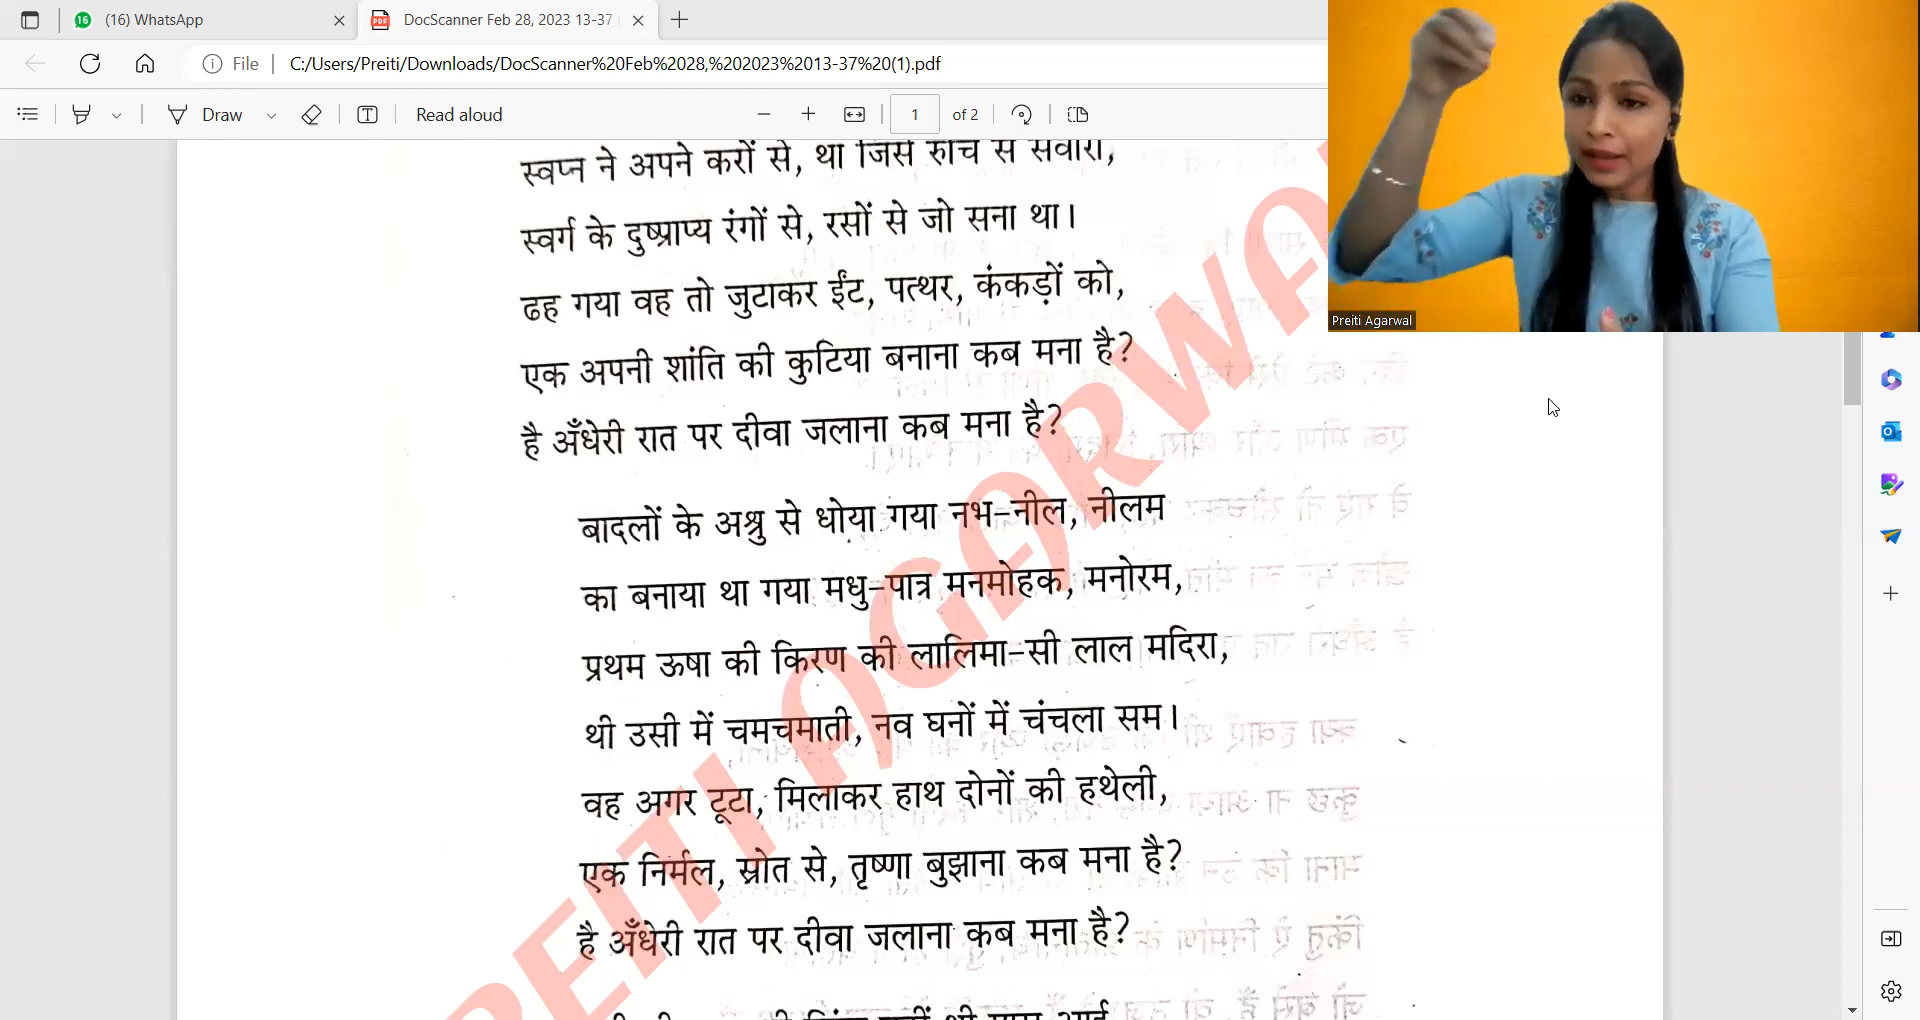 (16) WhatsApp
DocScanner Feb 28, 2023 13-37
File
C:/Users/Preiti/Downloads/DocScanner%20Feb%2028,%202023%2013-37%20(1).pdf
Draw
Read aloud
1
of 2
Preiti Agarwal
स्वप्न ने अपने करों से, था जिसे रुचि से सँवारा,
स्वर्ग के दुष्प्राप्य रंगों से, रसों से जो सना था।
ढह गया वह तो जुटाकर ईंट, पत्थर, कंकड़ों को,
एक अपनी शांति की कुटिया बनाना कब मना है?
है अँधेरी रात पर दीवा जलाना कब मना है?
बादलों के अश्रु से धोया गया नभ-नील, नीलम
का बनाया था गया मधु-पात्र मनमोहक, मनोरम,
प्रथम ऊषा की किरण की लालिमा-सी लाल मदिरा,
थी उसी में चमचमाती, नव घनों में चंचला सम।
वह अगर टूटा, मिलाकर हाथ दोनों की हथेली,
एक निर्मल, स्रोत से, तृष्णा बुझाना कब मना है?
है अँधेरी रात पर दीवा जलाना कब मना है?
PREITI AGARWAL